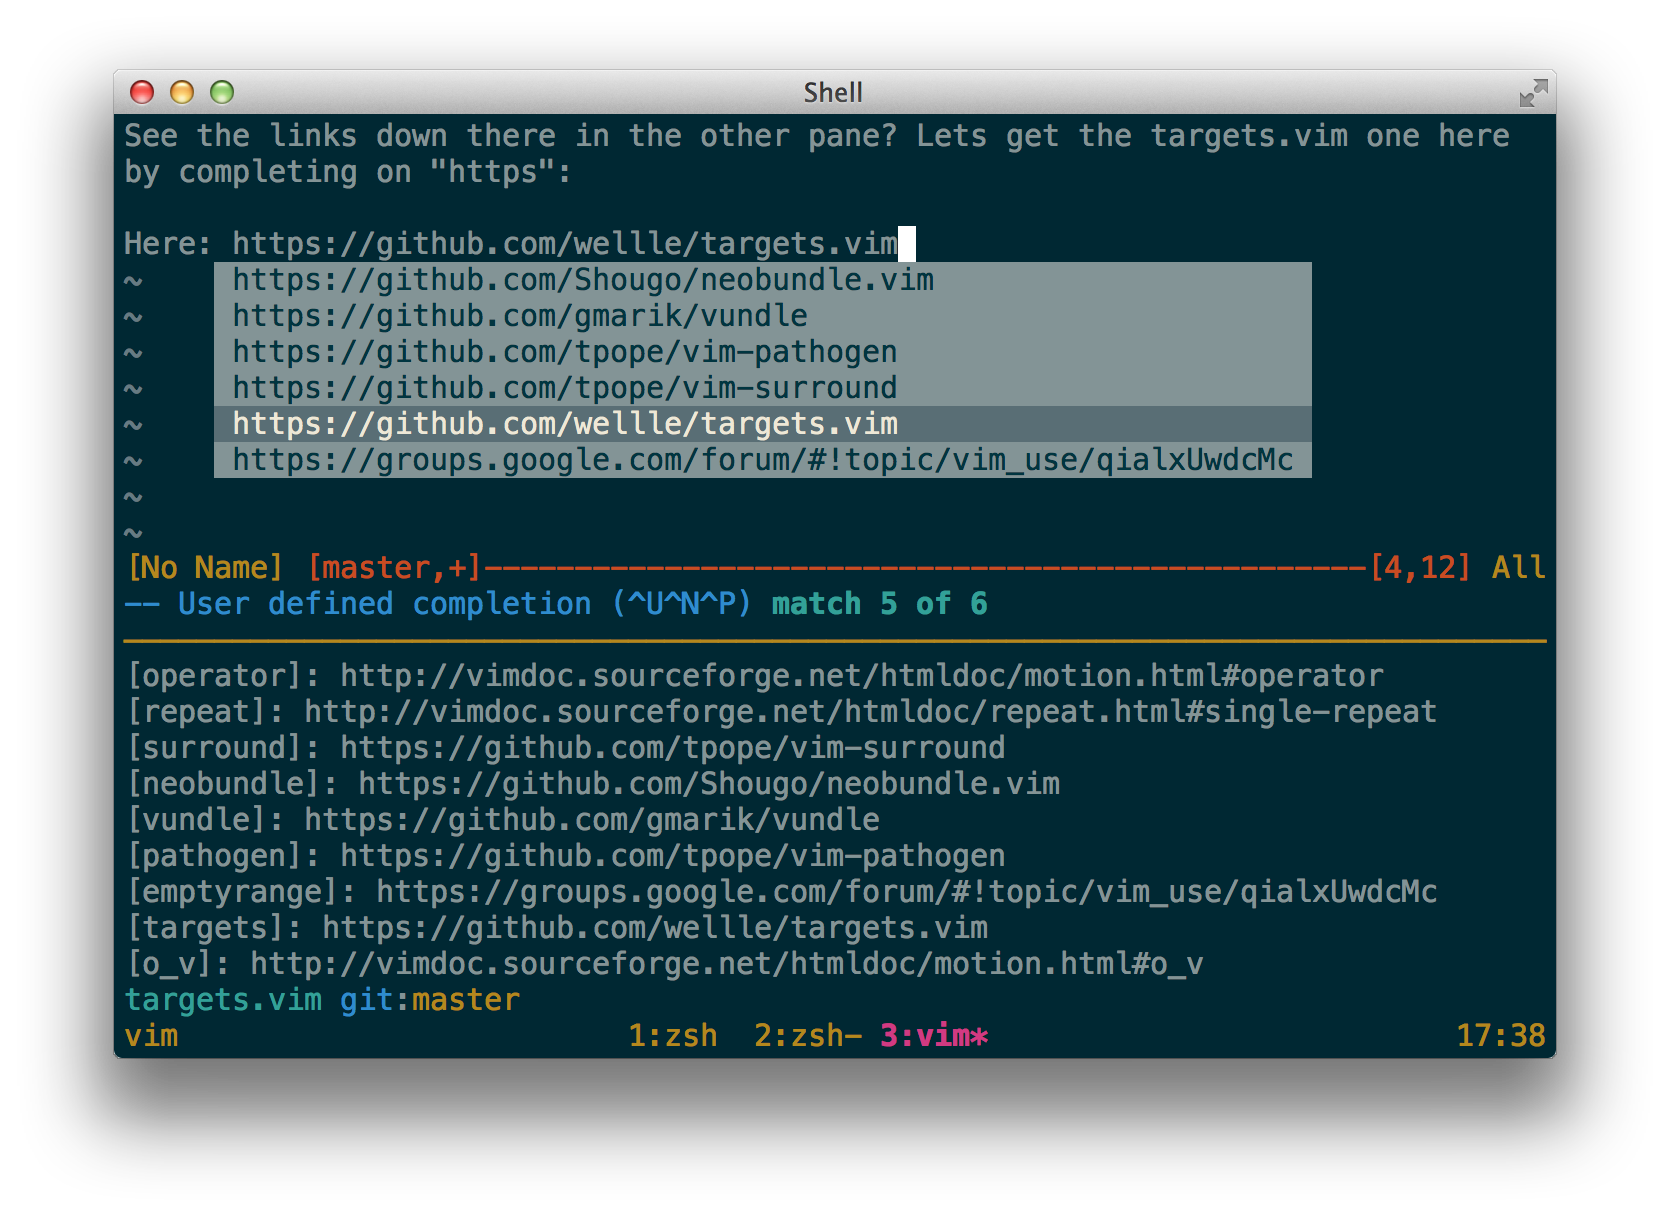 Shell
See the links down there in the other pane? Lets get the targets.vim one here
by completing on "https":
Here: https://github.com/wellle/targets.vim
~ https://github.com/Shougo/neobundle.vim
~ https://github.com/gmarik/vundle
~ https://github.com/tpope/vim-pathogen
~ https://github.com/tpope/vim-surround
~ https://github.com/wellle/targets.vim
~ https://groups.google.com/forum/#!topic/vim_use/qialxUwdcMc
~
~
[No Name] [master,+]-------------------------------------------------[4,12] All
-- User defined completion (^U^N^P) match 5 of 6
[operator]: http://vimdoc.sourceforge.net/htmldoc/motion.html#operator
[repeat]: http://vimdoc.sourceforge.net/htmldoc/repeat.html#single-repeat
[surround]: https://github.com/tpope/vim-surround
[neobundle]: https://github.com/Shougo/neobundle.vim
[vundle]: https://github.com/gmarik/vundle
[pathogen]: https://github.com/tpope/vim-pathogen
[emptyrange]: https://groups.google.com/forum/#!topic/vim_use/qialxUwdcMc
[targets]: https://github.com/wellle/targets.vim
[o_v]: http://vimdoc.sourceforge.net/htmldoc/motion.html#o_v
targets.vim git:master
vim 1:zsh 2:zsh- 3:vim* 17:38